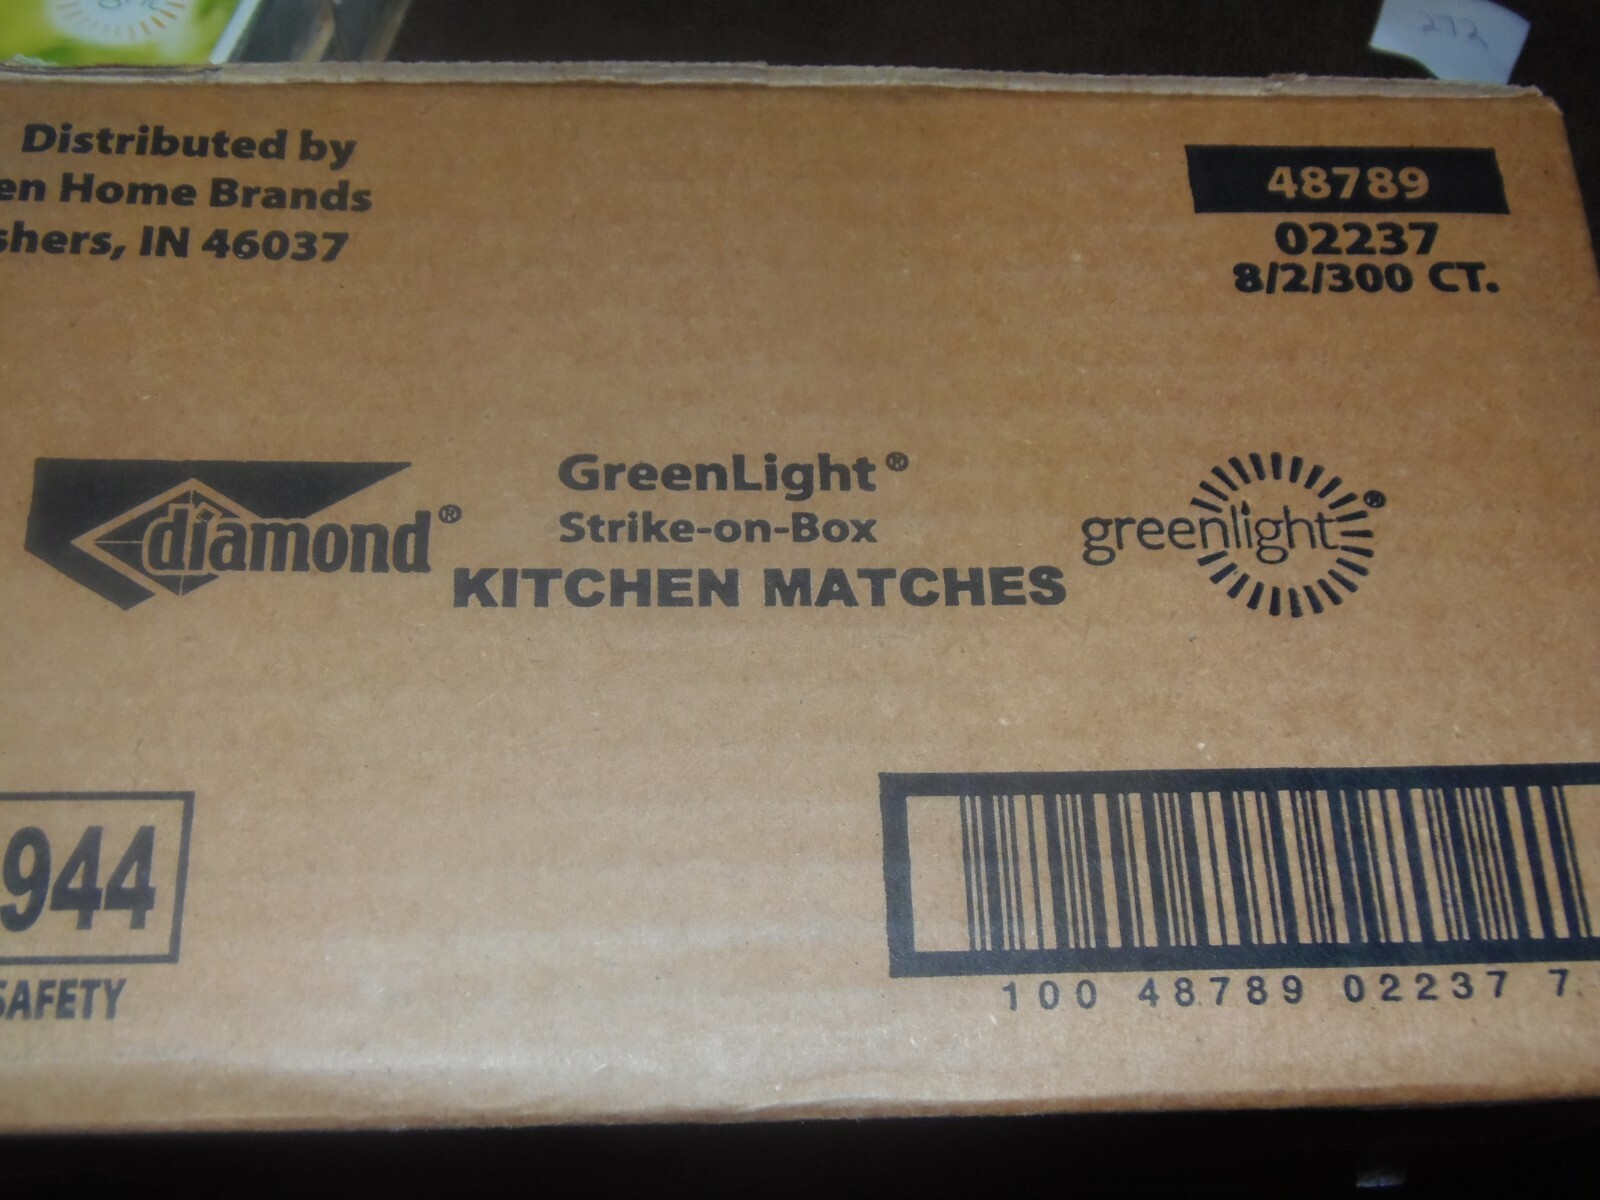 272
Distributed by
en Home Brands
shers, IN 46037
48789
02237
8/2/300 CT.
diamond®
GreenLight®
Strike-on-Box
KITCHEN MATCHES
greenlight®
944
SAFETY
100 48789 02237 7